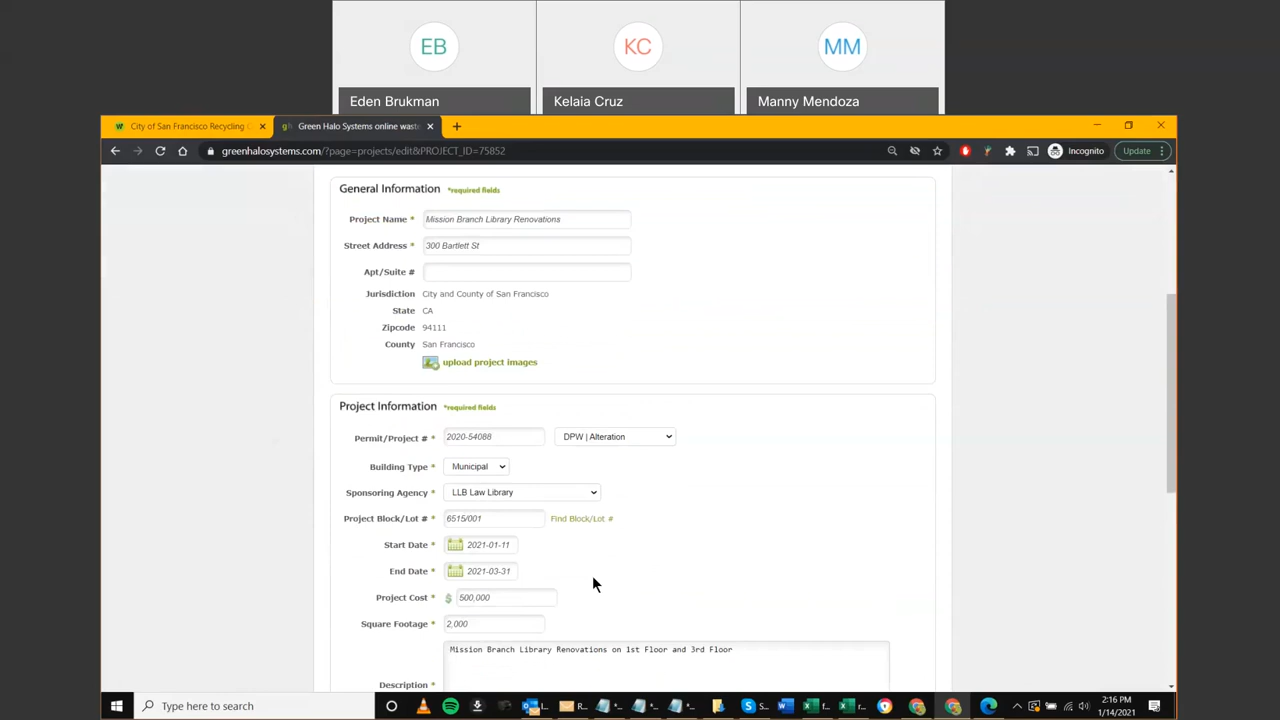 EB
KC
MM
Eden Brukman
Kelaia Cruz
Manny Mendoza
City of San Francisco Recycling
gh Green Halo Systems online waste
greenhalosystems.com/?page=projects/edit&PROJECT_ID=75852
Incognito
Update
General Information *required fields
Project Name * Mission Branch Library Renovations
Street Address * 300 Bartlett St
Apt/Suite #
Jurisdiction City and County of San Francisco
State CA
Zipcode 94111
County San Francisco
upload project images
Project Information *required fields
Permit/Project # * 2020-54088 DPW | Alteration
Building Type * Municipal
Sponsoring Agency * LLB Law Library
Project Block/Lot # * 6515/001 Find Block/Lot #
Start Date * 2021-01-11
End Date * 2021-03-31
Project Cost * $ 500,000
Square Footage * 2,000
Mission Branch Library Renovations on 1st Floor and 3rd Floor
Description *
Type here to search
2:16 PM
1/14/2021